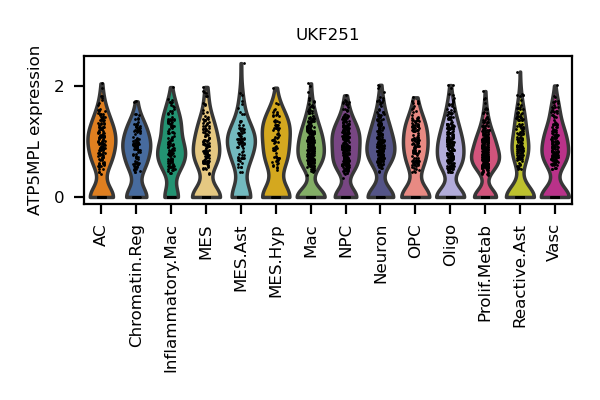 UKF251
ATP5MPL expression
2
0
AC
Chromatin.Reg
Inflammatory.Mac
MES
MES.Ast
MES.Hyp
Mac
NPC
Neuron
OPC
Oligo
Prolif.Metab
Reactive.Ast
Vasc